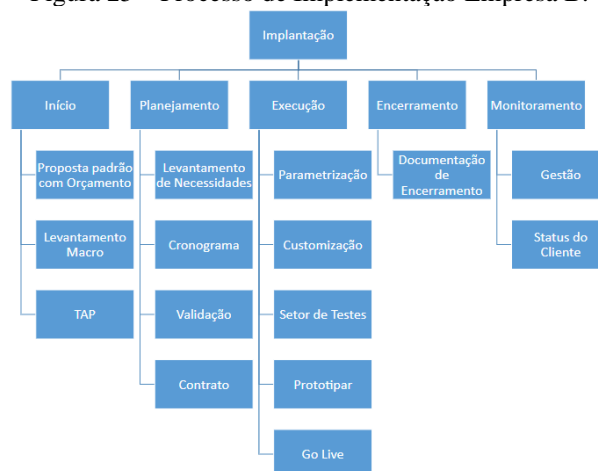 Figura 25 – Processo de Implementação Empresa B.
Implantação
Início
Planejamento
Execução
Encerramento
Monitoramento
Proposta padrão
com Orçamento
Levantamento
Macro
TAP
Levantamento
de Necessidades
Cronograma
Validação
Contrato
Parametrização
Customização
Setor de Testes
Prototipar
Go Live
Documentação
de
Encerramento
Gestão
Status do
Cliente